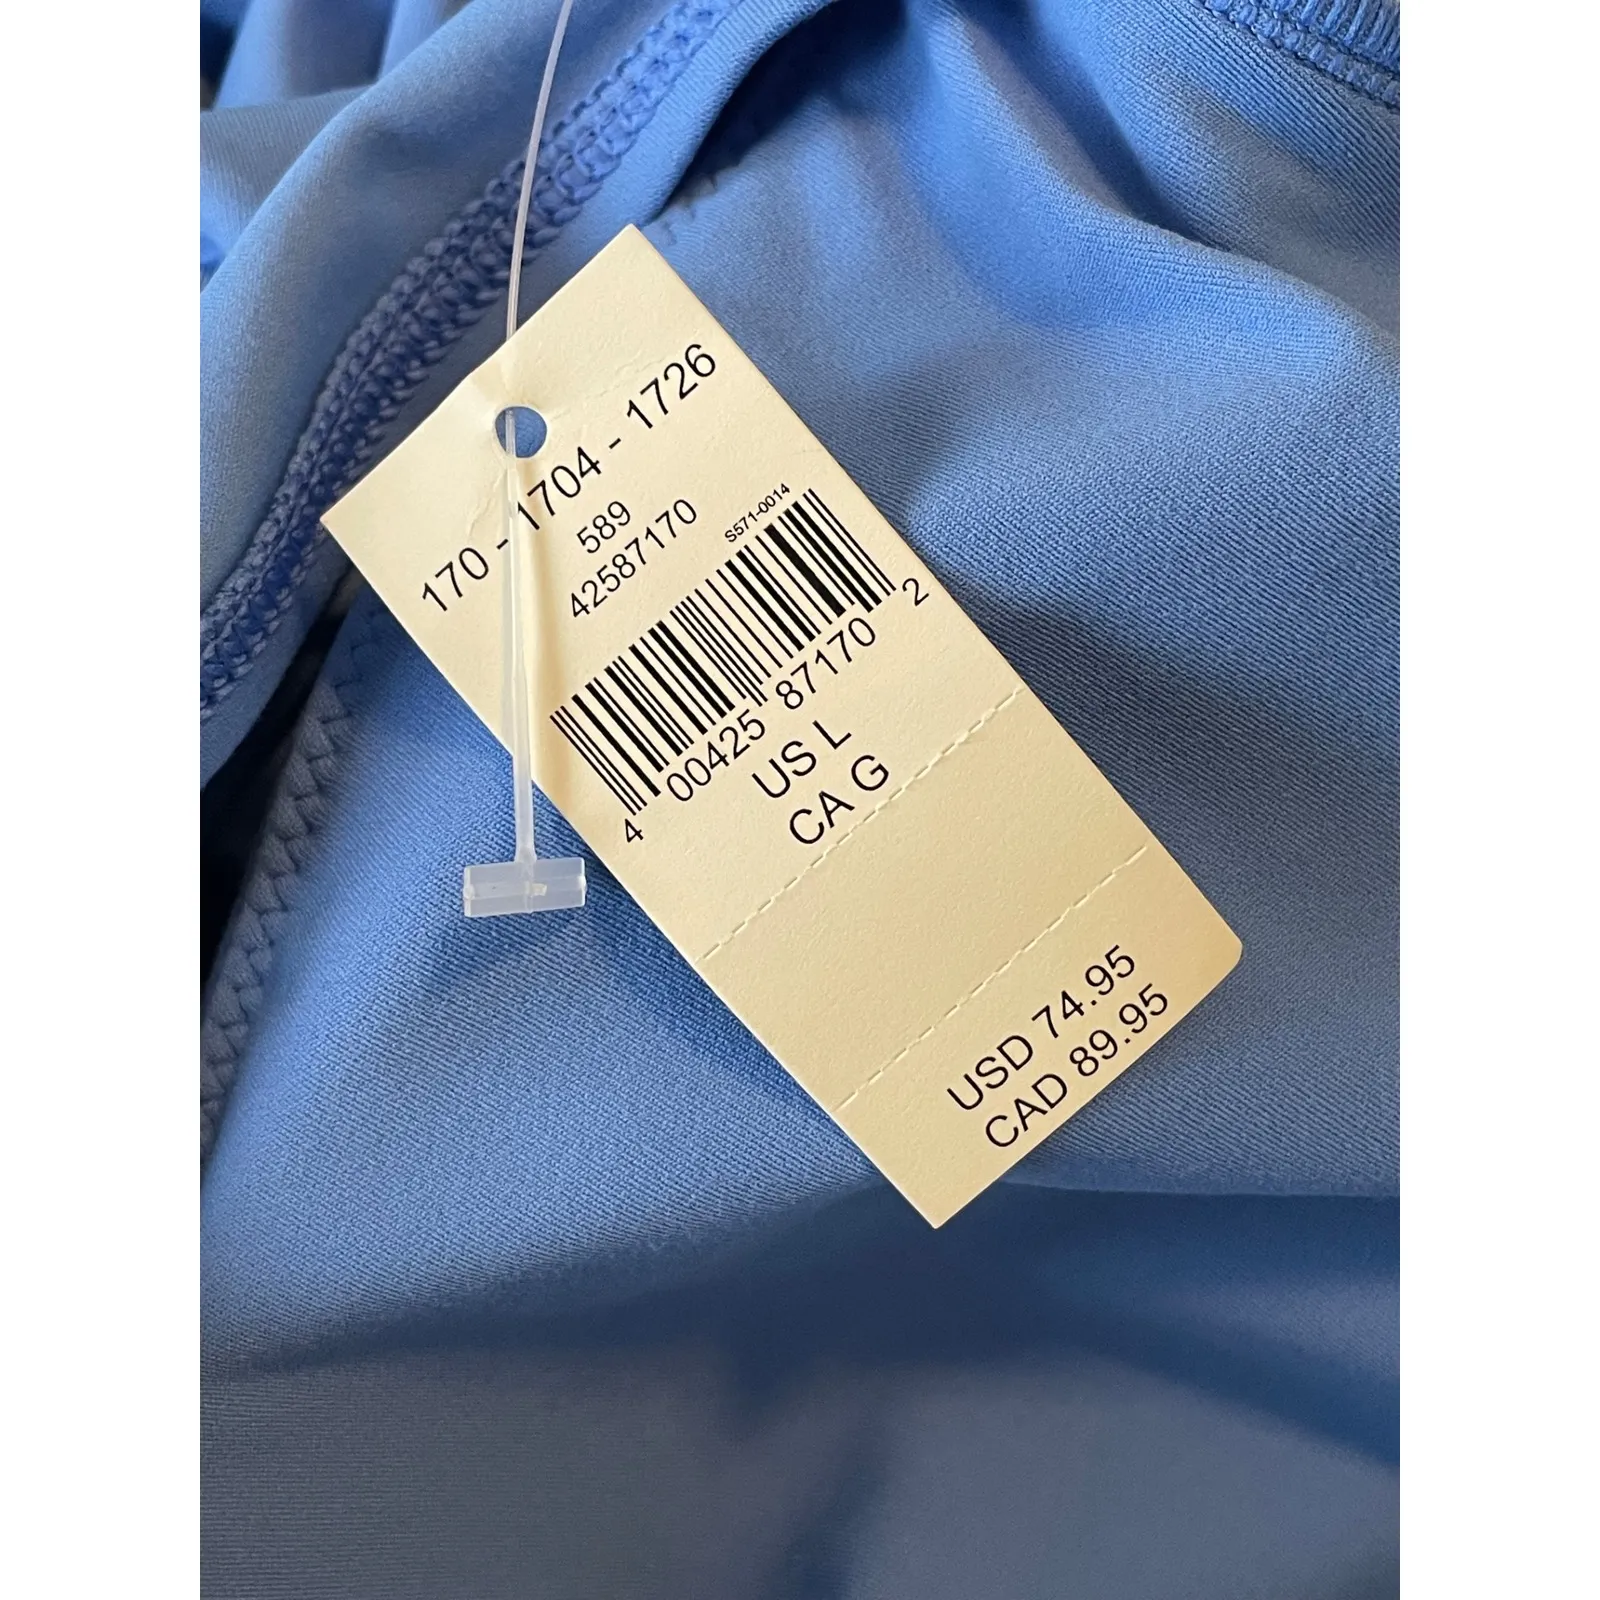 170 - 1704 - 1726
589
42587170
S571-0014
4 00425 87170 2
US L
CA G
USD 74.95
CAD 89.95